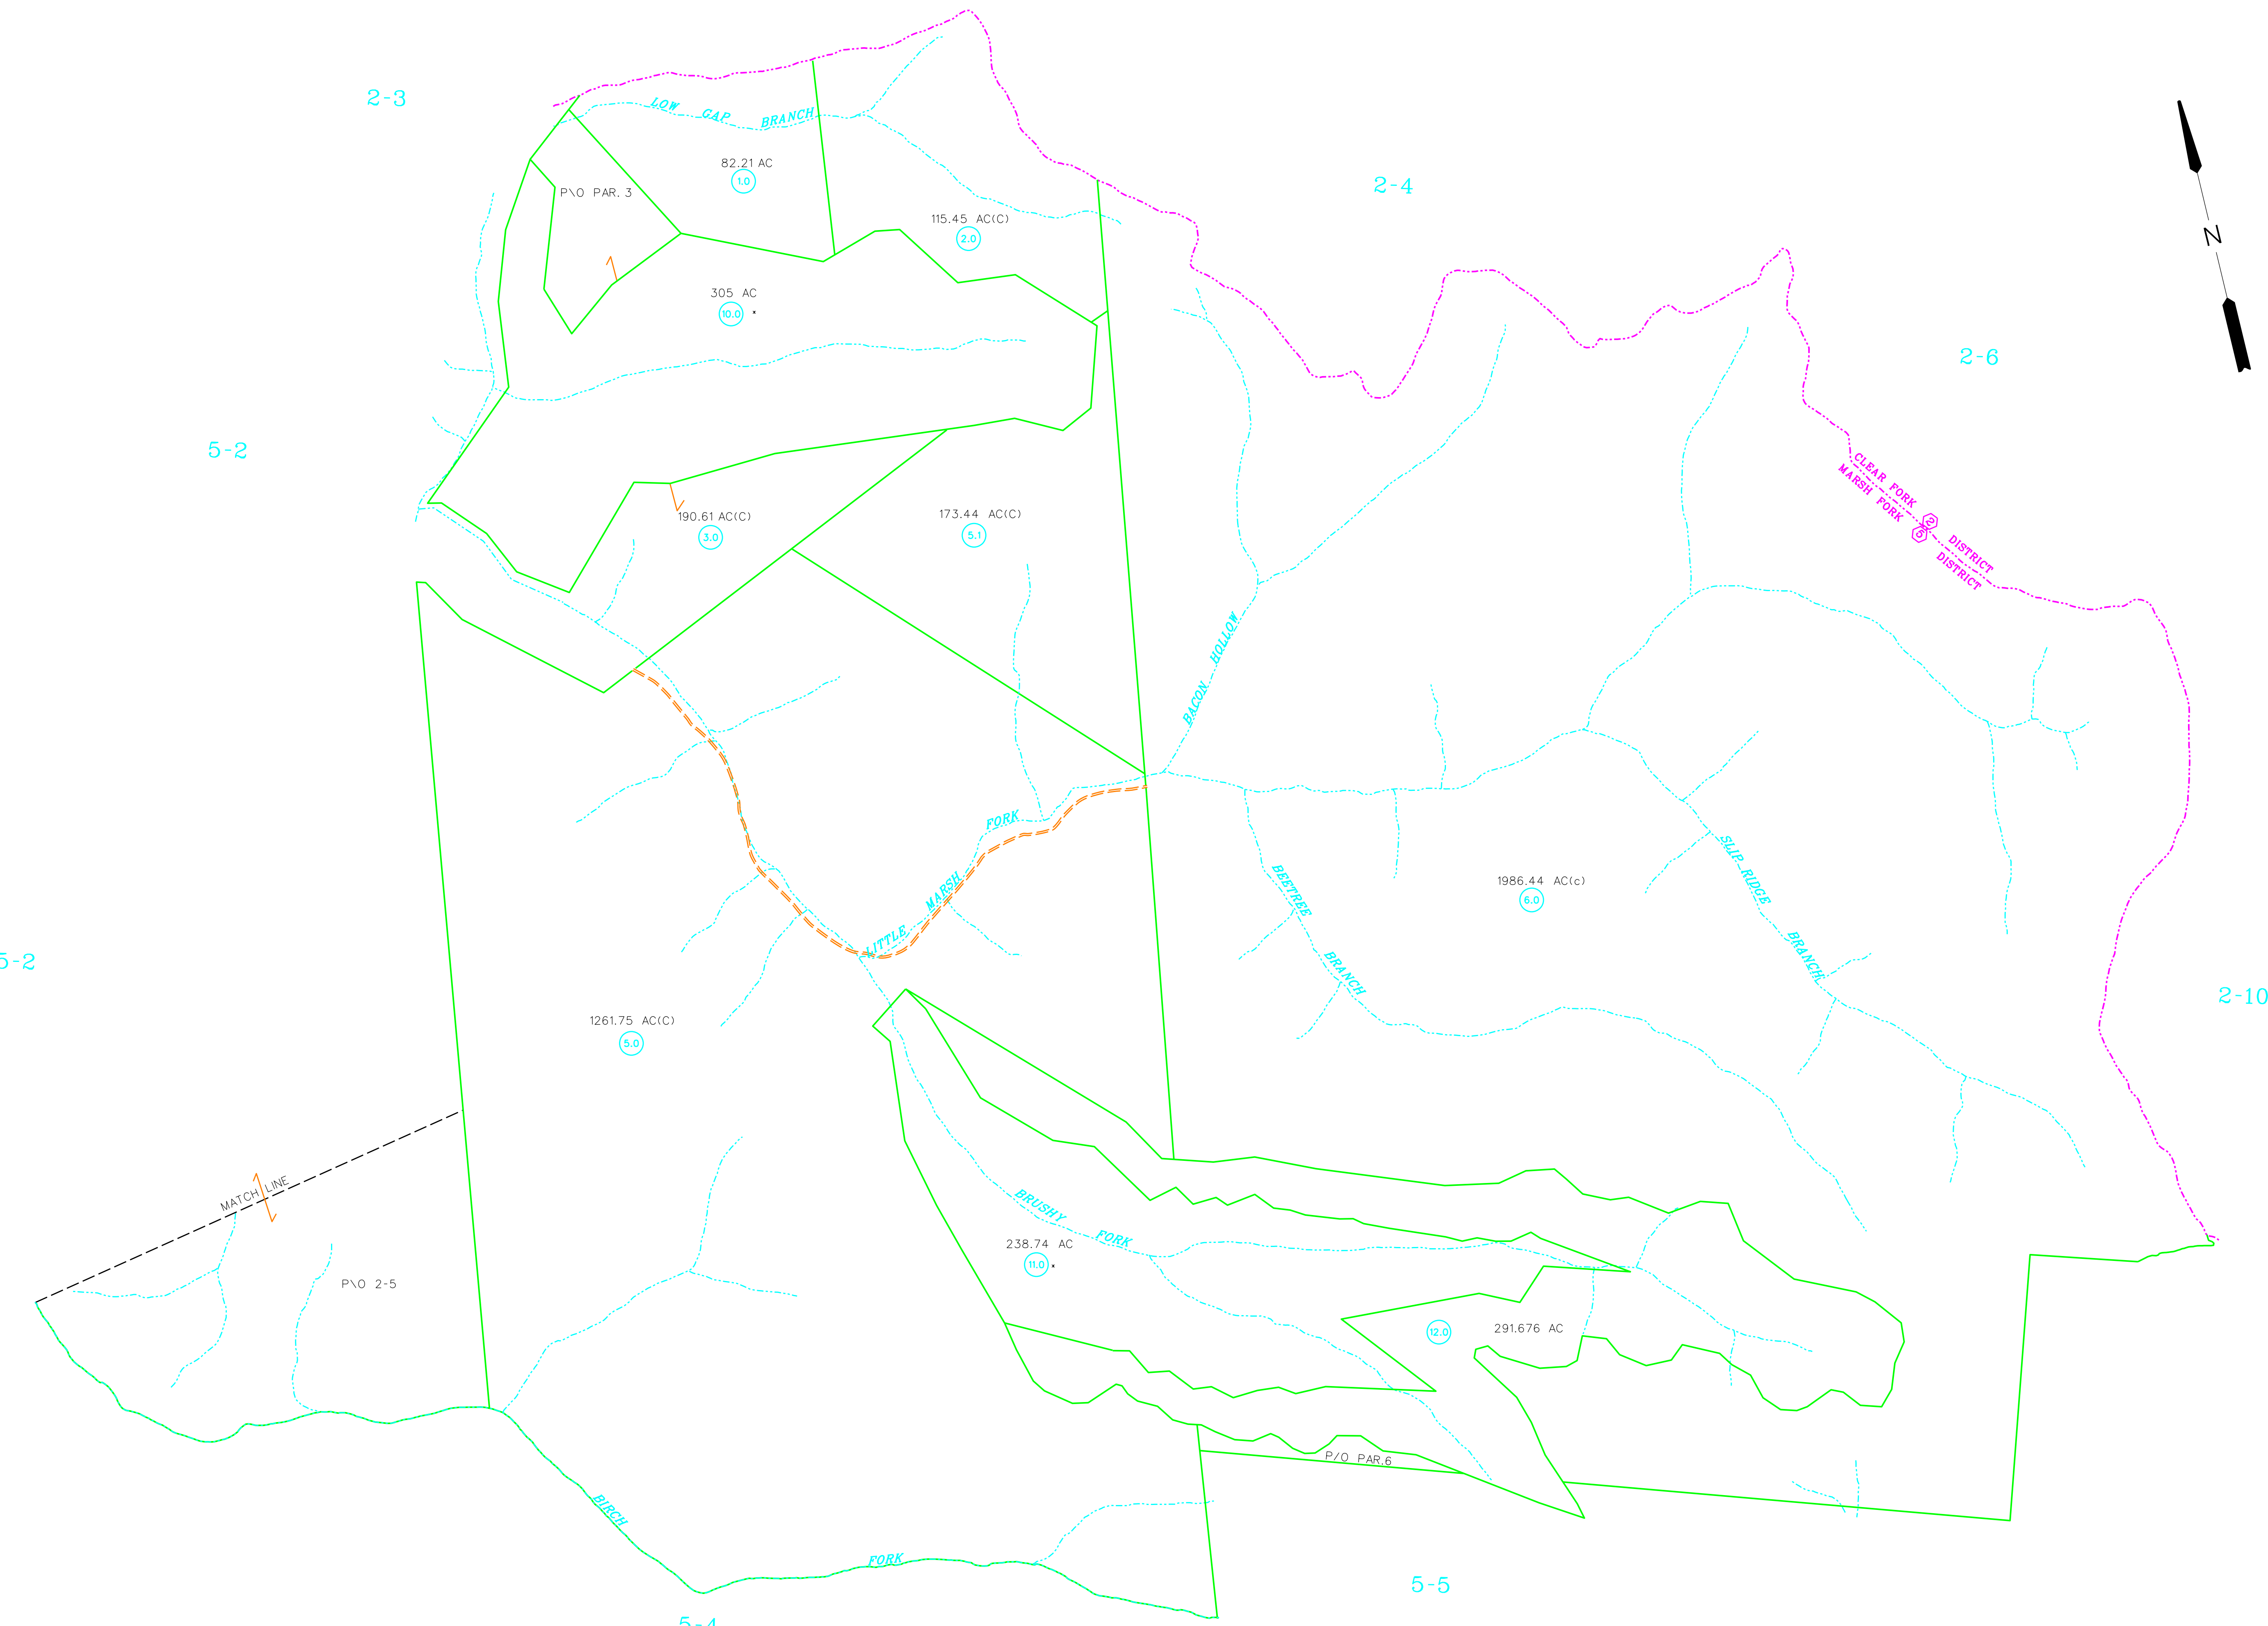 2-3
LOW GAP BRANCH
82.21 AC
1.0
P\O PAR. 3
2-4
115.45 AC(C)
2.0
N
305 AC
10.0
2-6
5-2
CLEAR FORK 2 DISTRICT
MARSH FORK 5 DISTRICT
190.61 AC(C)
3.0
173.44 AC(C)
5.1
BACON HOLLOW
LITTLE MARSH FORK
BEETREE BRANCH
1986.44 AC(c)
6.0
SLIP RIDGE BRANCH
5-2
2-10
1261.75 AC(C)
5.0
MATCH LINE
P\O 2-5
BRUSHY FORK
238.74 AC
11.0
12.0
291.676 AC
P/O PAR.6
BIRCH FORK
5-5
5-4